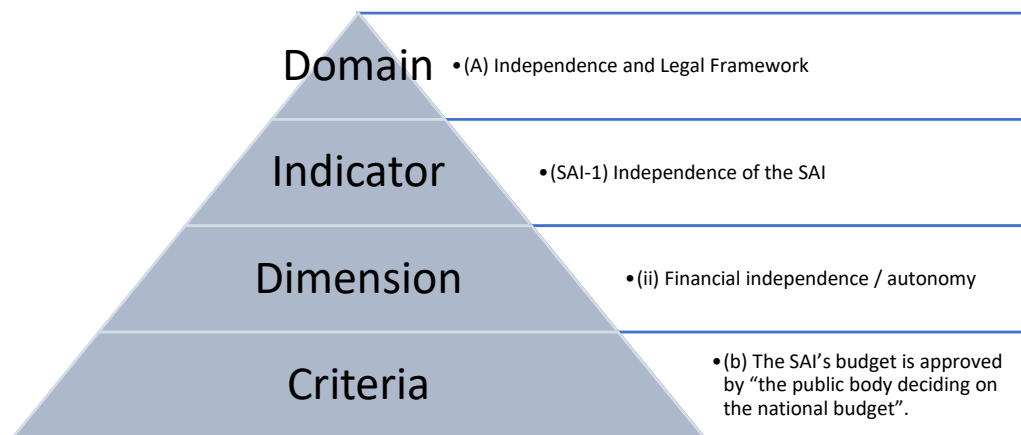 Domain
•(A) Independence and Legal Framework
Indicator
•(SAI-1) Independence of the SAI
Dimension
•(ii) Financial independence / autonomy
Criteria
•(b) The SAI’s budget is approved
by “the public body deciding on
the national budget”.